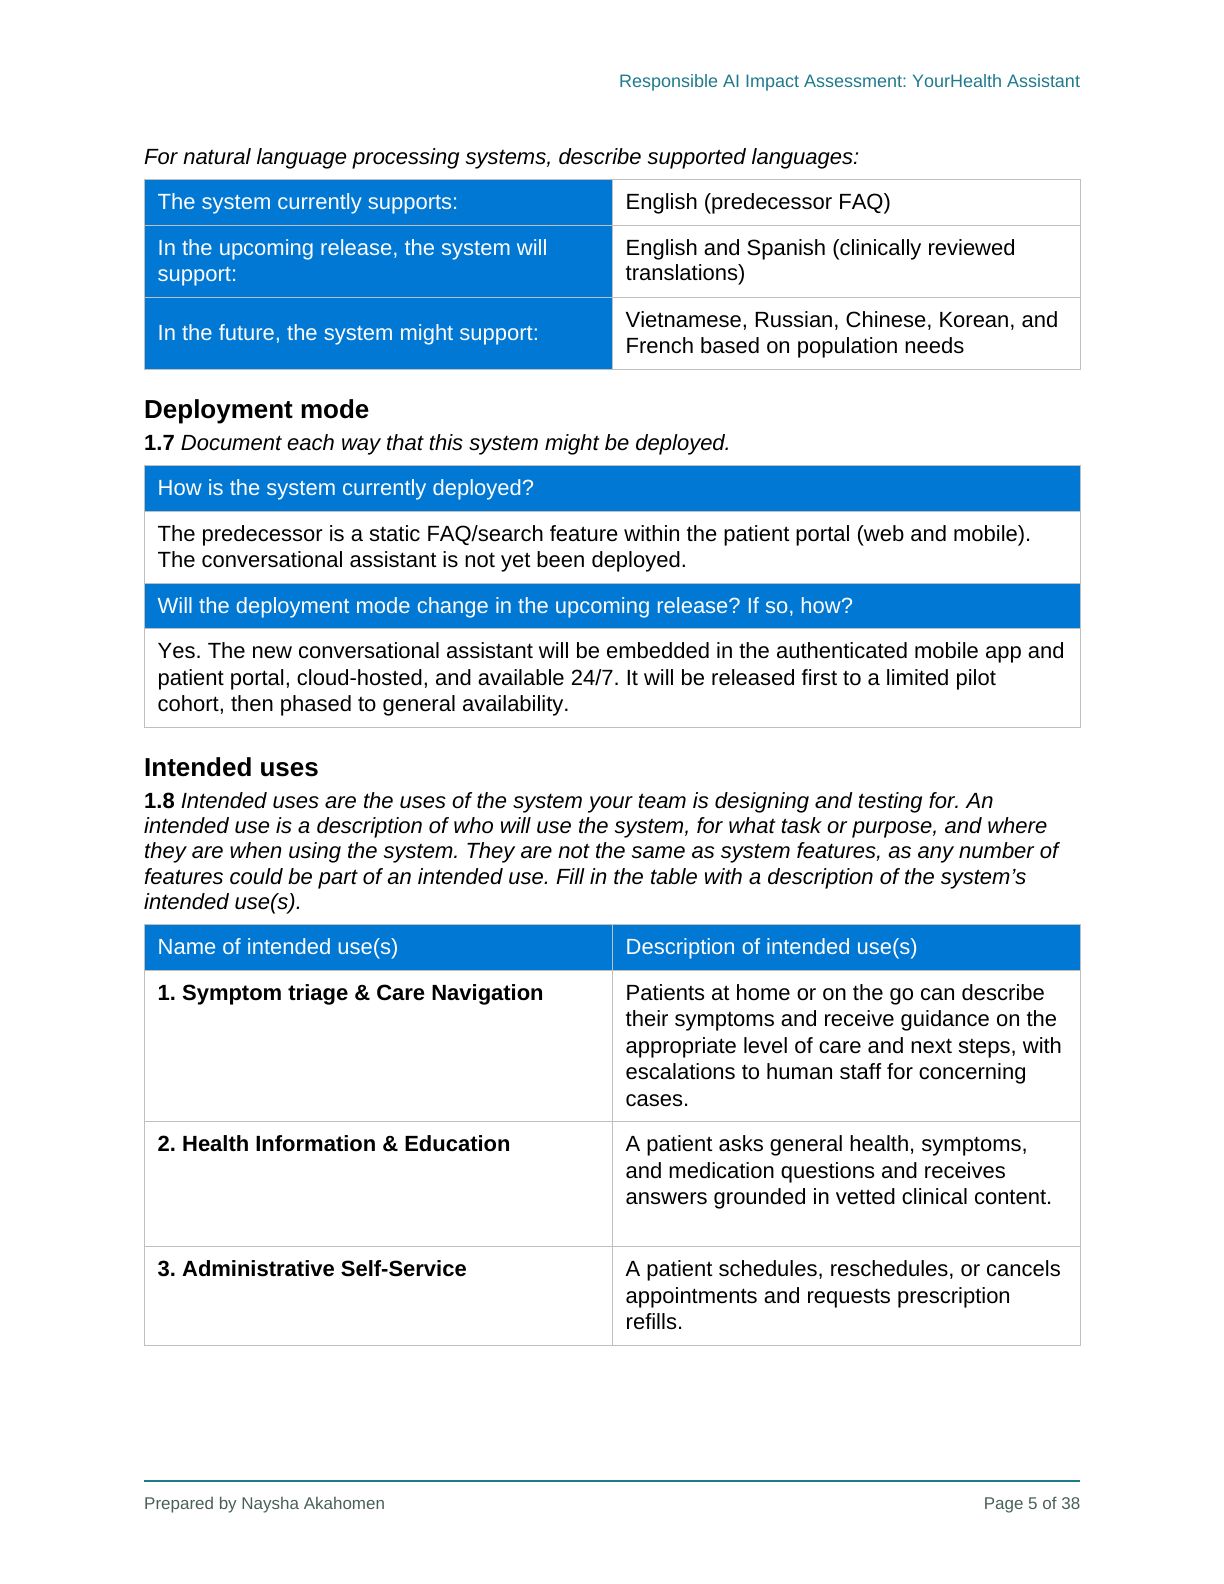 Responsible AI Impact Assessment: YourHealth Assistant
For natural language processing systems, describe supported languages:
The system currently supports:
English (predecessor FAQ)
In the upcoming release, the system will
support:
English and Spanish (clinically reviewed
translations)
In the future, the system might support:
Vietnamese, Russian, Chinese, Korean, and
French based on population needs
Deployment mode
1.7 Document each way that this system might be deployed.
How is the system currently deployed?
The predecessor is a static FAQ/search feature within the patient portal (web and mobile).
The conversational assistant is not yet been deployed.
Will the deployment mode change in the upcoming release? If so, how?
Yes. The new conversational assistant will be embedded in the authenticated mobile app and
patient portal, cloud-hosted, and available 24/7. It will be released first to a limited pilot
cohort, then phased to general availability.
Intended uses
1.8 Intended uses are the uses of the system your team is designing and testing for. An
intended use is a description of who will use the system, for what task or purpose, and where
they are when using the system. They are not the same as system features, as any number of
features could be part of an intended use. Fill in the table with a description of the system’s
intended use(s).
Name of intended use(s)
Description of intended use(s)
1. Symptom triage & Care Navigation
Patients at home or on the go can describe
their symptoms and receive guidance on the
appropriate level of care and next steps, with
escalations to human staff for concerning
cases.
2. Health Information & Education
A patient asks general health, symptoms,
and medication questions and receives
answers grounded in vetted clinical content.
3. Administrative Self-Service
A patient schedules, reschedules, or cancels
appointments and requests prescription
refills.
Prepared by Naysha Akahomen
Page 5 of 38